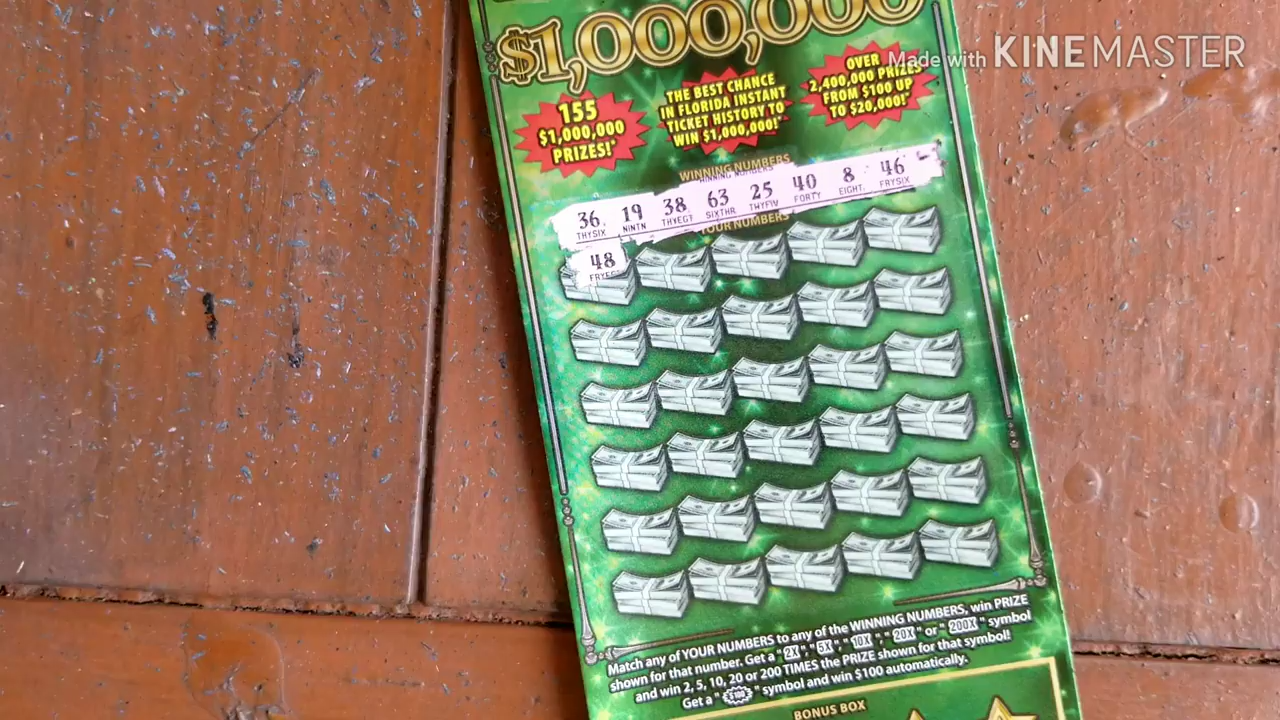 Made with KINEMASTER
$1,000,000
155
$1,000,000
PRIZES!*
THE BEST CHANCE
IN FLORIDA INSTANT
TICKET HISTORY TO
WIN $1,000,000!*
OVER
2,400,000 PRIZES
FROM $100 UP
TO $20,000!*
WINNING NUMBERS
WINNING NUMBERS
36 19 38 63 25 40 8 46
THYSIX NINTN THYEGT SIXTHR THYFIV FORTY EIGHT FRYSIX
YOUR NUMBERS
48
Match any of YOUR NUMBERS to any of the WINNING NUMBERS, win PRIZE
shown for that number. Get a "2X", "5X", "10X", "20X" or "200X" symbol
and win 2, 5, 10, 20 or 200 TIMES the PRIZE shown for that symbol!
Get a "$100" symbol and win $100 automatically.
BONUS BOX